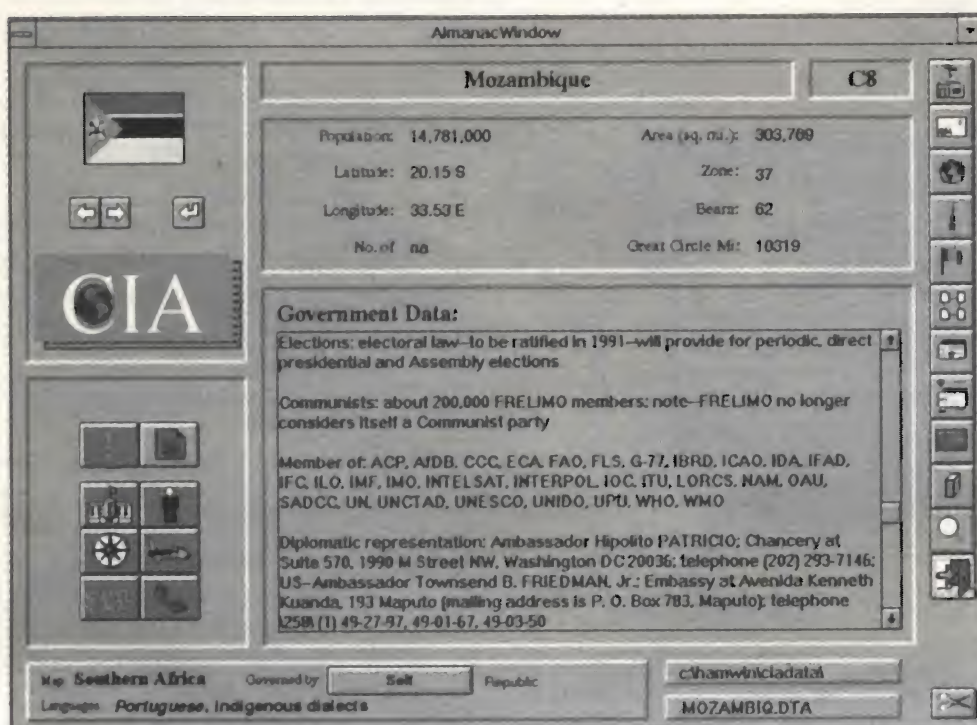 AlmanacWindow
Mozambique
C8
Population: 14,781,000
Area (sq. mi.): 303,769
Latitude: 20.15 S
Zone: 37
Longitude: 33.53 E
Beam: 62
No. of na
Great Circle Mi: 10319
CIA
Government Data:
Elections: electoral law--to be ratified in 1991--will provide for periodic, direct
presidential and Assembly elections
Communists: about 200,000 FRELIMO members; note--FRELIMO no longer
considers itself a Communist party
Member of: ACP, AfDB, CCC, ECA, FAO, FLS, G-77, IBRD, ICAO, IDA, IFAD,
IFC, ILO, IMF, IMO, INTELSAT, INTERPOL, IOC, ITU, LORCS, NAM, OAU,
SADCC, UN, UNCTAD, UNESCO, UNIDO, UPU, WHO, WMO
Diplomatic representation: Ambassador Hipolito PATRICIO; Chancery at
Suite 570, 1990 M Street NW, Washington DC 20036; telephone (202) 293-7146;
US--Ambassador Townsend B. FRIEDMAN, Jr.; Embassy at Avenida Kenneth
Kuanda, 193 Maputo (mailing address is P. O. Box 783, Maputo); telephone
\258\ (1) 49-27-97, 49-01-67, 49-03-50
Map Southern Africa Governed by Self Republic
c:\hamwin\ciadata\
Languages Portuguese, indigenous dialects
MOZAMBIQ.DTA